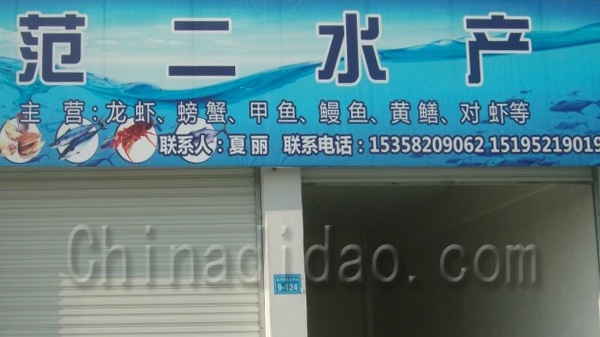 范二水产
主营:龙虾、螃蟹、甲鱼、鳗鱼、黄鳝、对虾等
联系人:夏丽 联系电话:15358209062 15195219019
Chinadidao.com
9-124